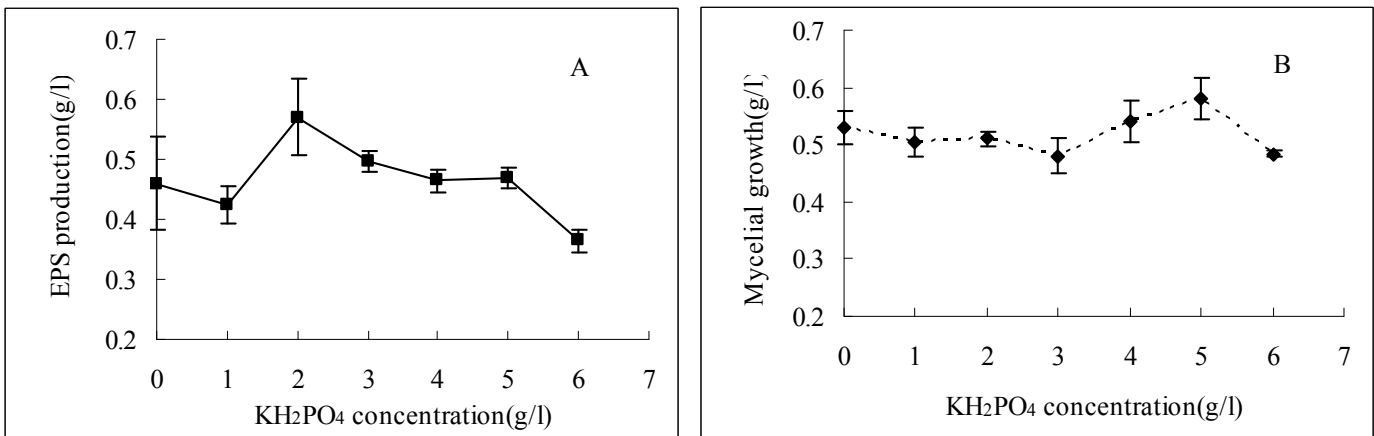 A
EPS production(g/l)
0.7
0.6
0.5
0.4
0.3
0.2
0 1 2 3 4 5 6 7
KH₂PO₄ concentration(g/l)
B
Mycelial growth(g/l)
0.7
0.6
0.5
0.4
0.3
0.2
0 1 2 3 4 5 6 7
KH₂PO₄ concentration(g/l)